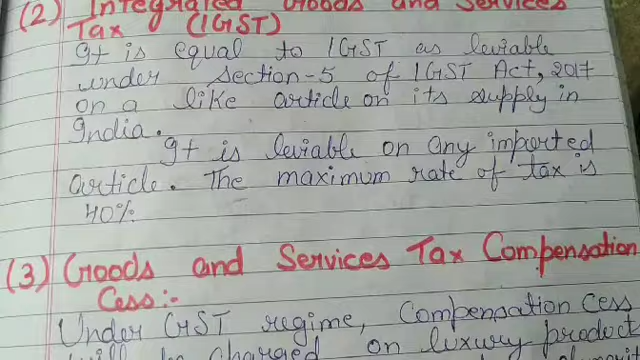 (2) Integrated Goods and Services
Tax (IGST)
It is equal to IGST as leviable
under section-5 of IGST Act, 2017
on a like article on its supply in
India.
It is leviable on any imported
article. The maximum rate of tax is
40%
(3) Goods and Services Tax Compensation
Cess:-
Under GST regime, Compensation Cess
will be charged on luxury product